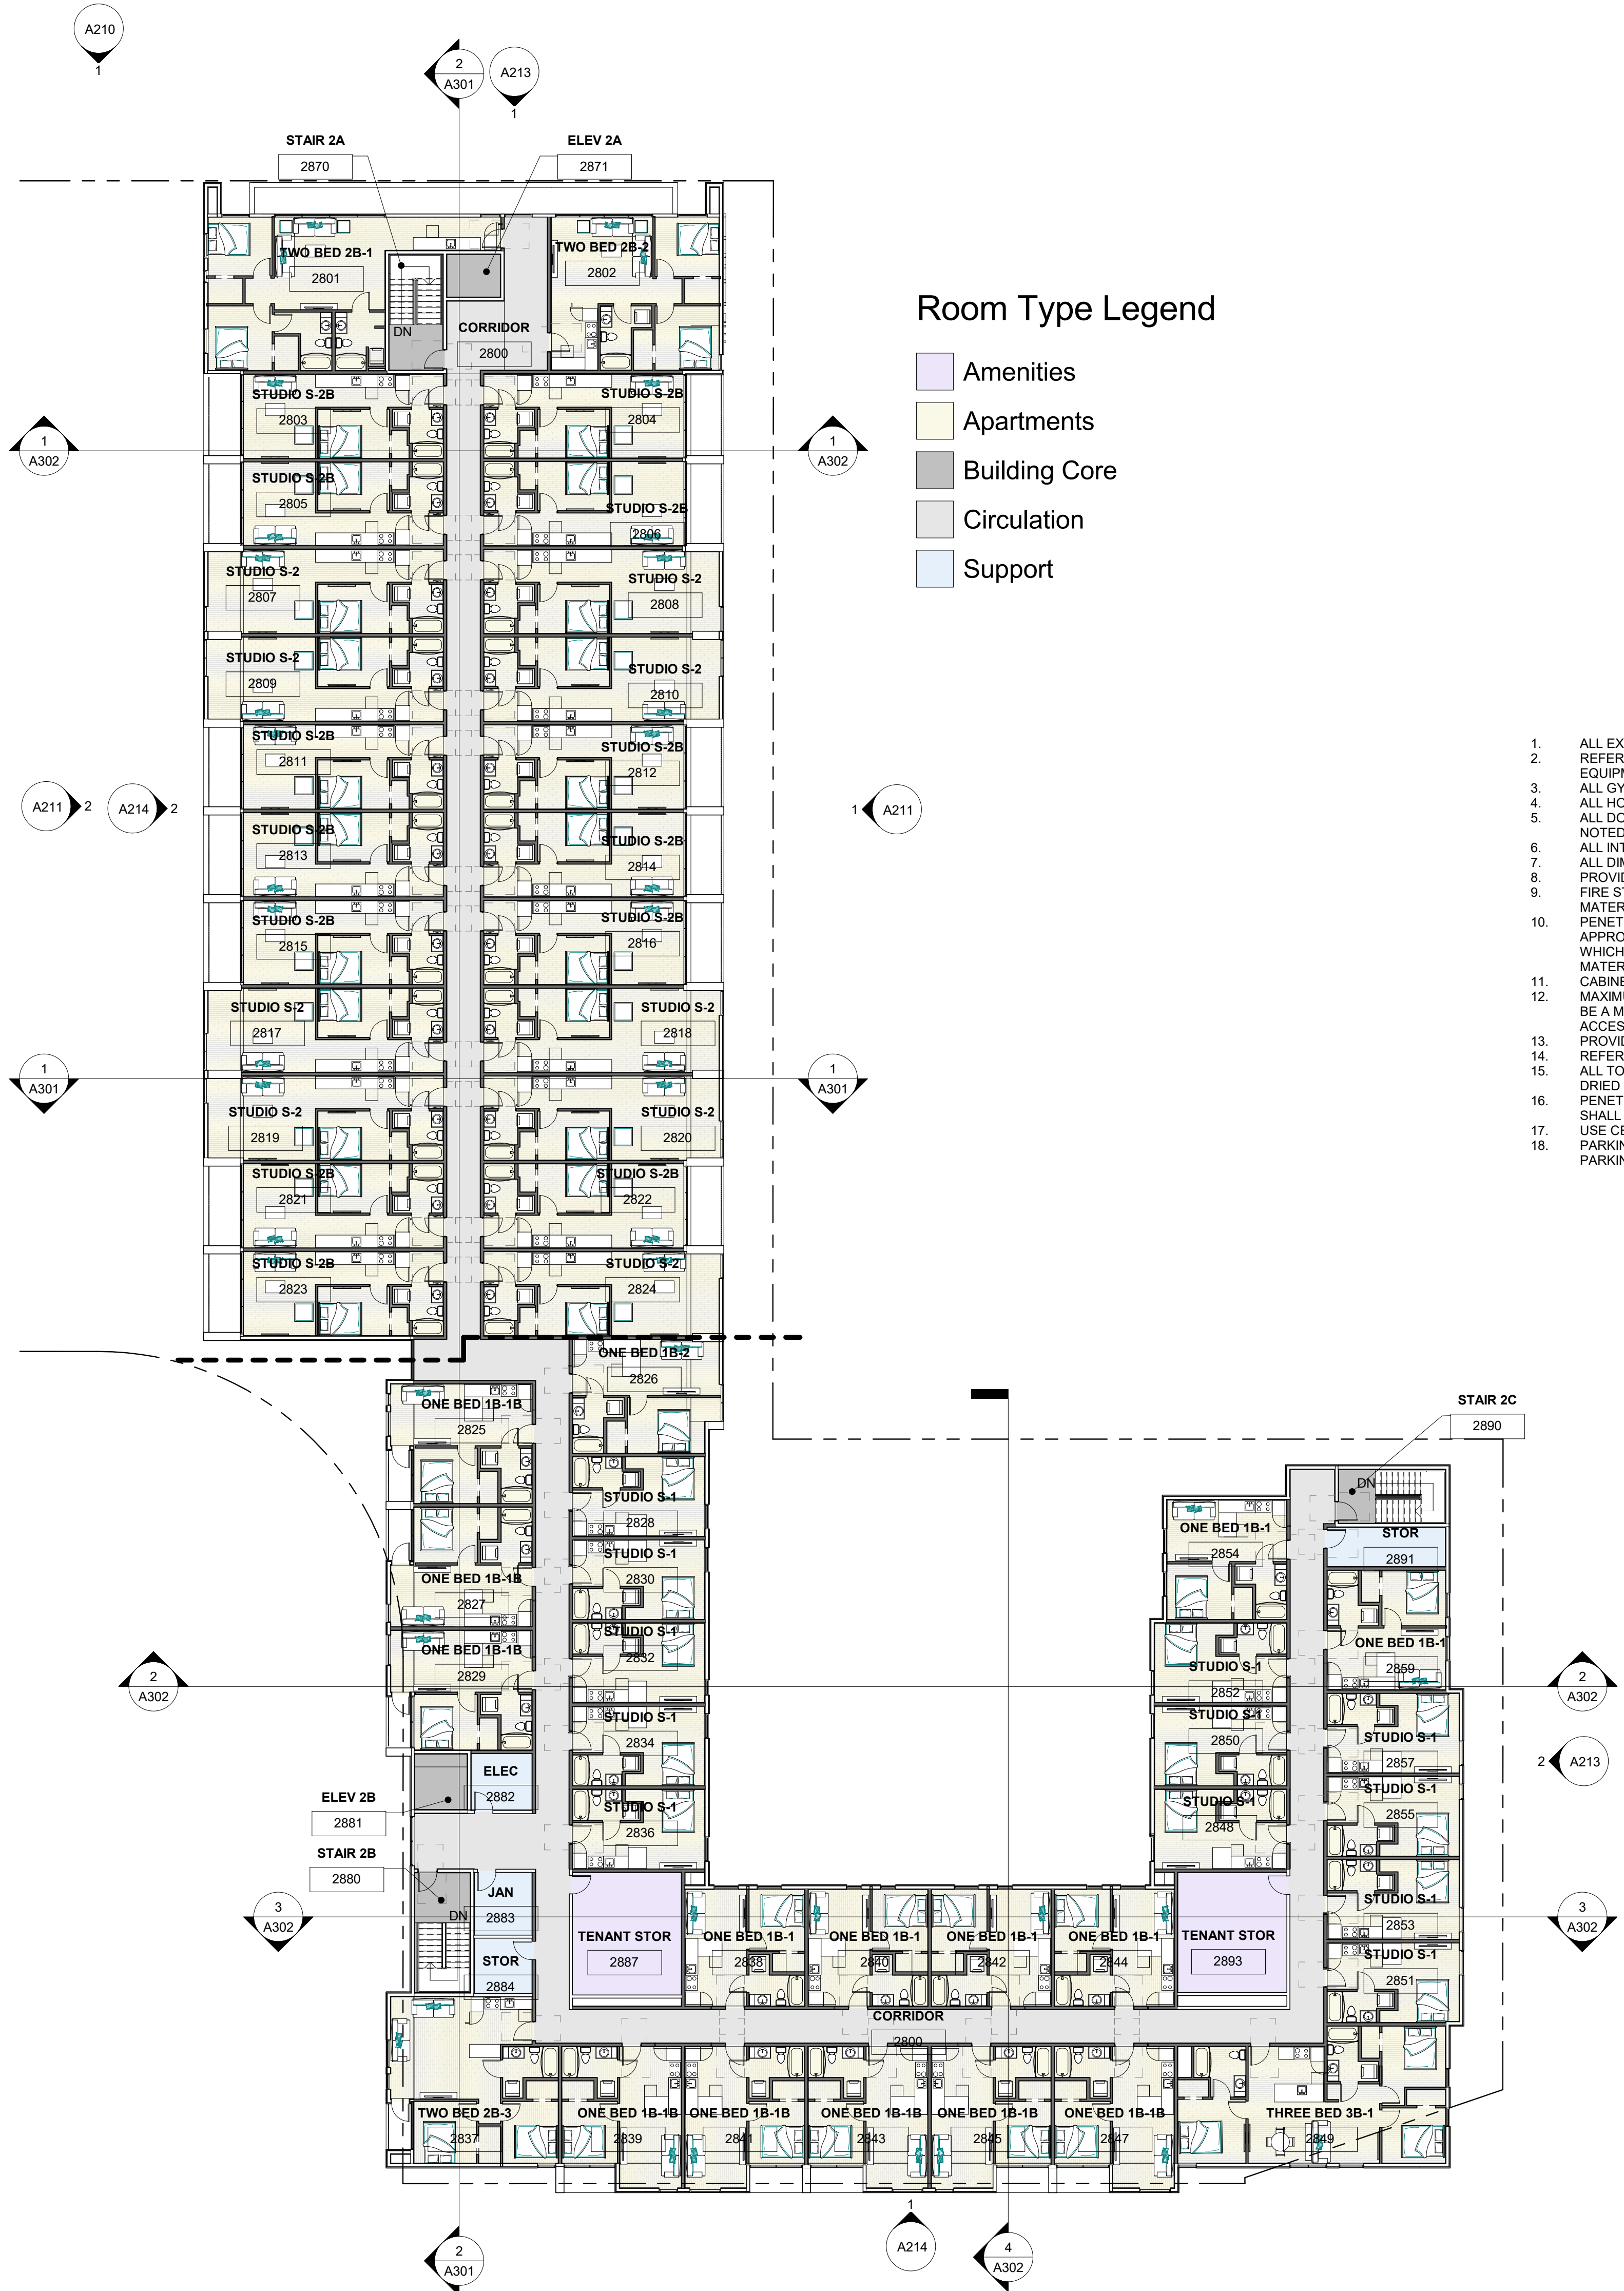 A210
1
2
A301
A213
1
STAIR 2A
2870
ELEV 2A
2871
TWO BED 2B-1
2801
TWO BED 2B-2
2802
DN
CORRIDOR
2800
Room Type Legend
Amenities
Apartments
Building Core
Circulation
Support
STUDIO S-2B
2803
STUDIO S-2B
2804
1
A302
1
A302
STUDIO S-2B
2805
STUDIO S-2B
2806
STUDIO S-2
2807
STUDIO S-2
2808
STUDIO S-2
2809
STUDIO S-2
2810
STUDIO S-2B
2811
STUDIO S-2B
2812
A211
2
A214
2
1
A211
STUDIO S-2B
2813
STUDIO S-2B
2814
STUDIO S-2B
2815
STUDIO S-2B
2816
STUDIO S-2
2817
STUDIO S-2
2818
1
A301
1
A301
STUDIO S-2
2819
STUDIO S-2
2820
STUDIO S-2B
2821
STUDIO S-2B
2822
STUDIO S-2B
2823
STUDIO S-2
2824
1. ALL EX
2. REFER
EQUIPM
3. ALL GY
4. ALL HO
5. ALL DO
NOTED
6. ALL INT
7. ALL DIM
8. PROVID
9. FIRE ST
MATER
10. PENET
APPRO
WHICH
MATER
11. CABINE
12. MAXIMU
BE A M
ACCES
13. PROVID
14. REFER
15. ALL TO
DRIED
16. PENET
SHALL
17. USE CE
18. PARKIN
PARKIN
ONE BED 1B-2
2826
ONE BED 1B-1B
2825
STUDIO S-1
2828
STUDIO S-1
2830
ONE BED 1B-1B
2827
STUDIO S-1
2832
ONE BED 1B-1B
2829
2
A302
STUDIO S-1
2834
ELEC
2882
ELEV 2B
2881
STUDIO S-1
2836
STAIR 2B
2880
DN
JAN
2883
STOR
2884
3
A302
STAIR 2C
2890
DN
STOR
2891
ONE BED 1B-1
2854
ONE BED 1B-1
2859
STUDIO S-1
2852
2
A302
STUDIO S-1
2850
STUDIO S-1
2857
2
A213
STUDIO S-1
2855
STUDIO S-1
2848
STUDIO S-1
2853
3
A302
STUDIO S-1
2851
TENANT STOR
2887
ONE BED 1B-1
2838
ONE BED 1B-1
2840
ONE BED 1B-1
2842
ONE BED 1B-1
2844
TENANT STOR
2893
CORRIDOR
2800
TWO BED 2B-3
2837
ONE BED 1B-1B
2839
ONE BED 1B-1B
2841
ONE BED 1B-1B
2843
ONE BED 1B-1B
2845
ONE BED 1B-1B
2847
THREE BED 3B-1
2849
2
A301
1
A214
4
A302